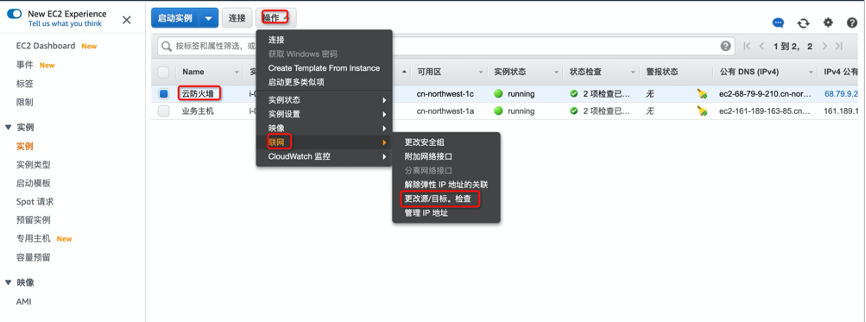 New EC2 Experience
Tell us what you think
EC2 Dashboard New
事件 New
标签
限制
实例
实例
实例类型
启动模板
Spot 请求
预留实例
专用主机 New
容量预留
映像
AMI
启动实例 连接 操作
按标签和属性筛选，或
1 到 2， 2
Name 可用区 实例状态 状态检查 警报状态 公有 DNS (IPv4) IPv4 公有
云防火墙 cn-northwest-1c running 2 项检查已... 无 ec2-68-79-9-210.cn-nor... 68.79.9.2
业务主机 cn-northwest-1a running 2 项检查已... 无 ec2-161-189-163-85.cn... 161.189.1
连接
获取 Windows 密码
Create Template From Instance
启动更多类似项
实例状态
实例设置
映像
联网
CloudWatch 监控
更改安全组
附加网络接口
分离网络接口
解除弹性 IP 地址的关联
更改源/目标。检查
管理 IP 地址